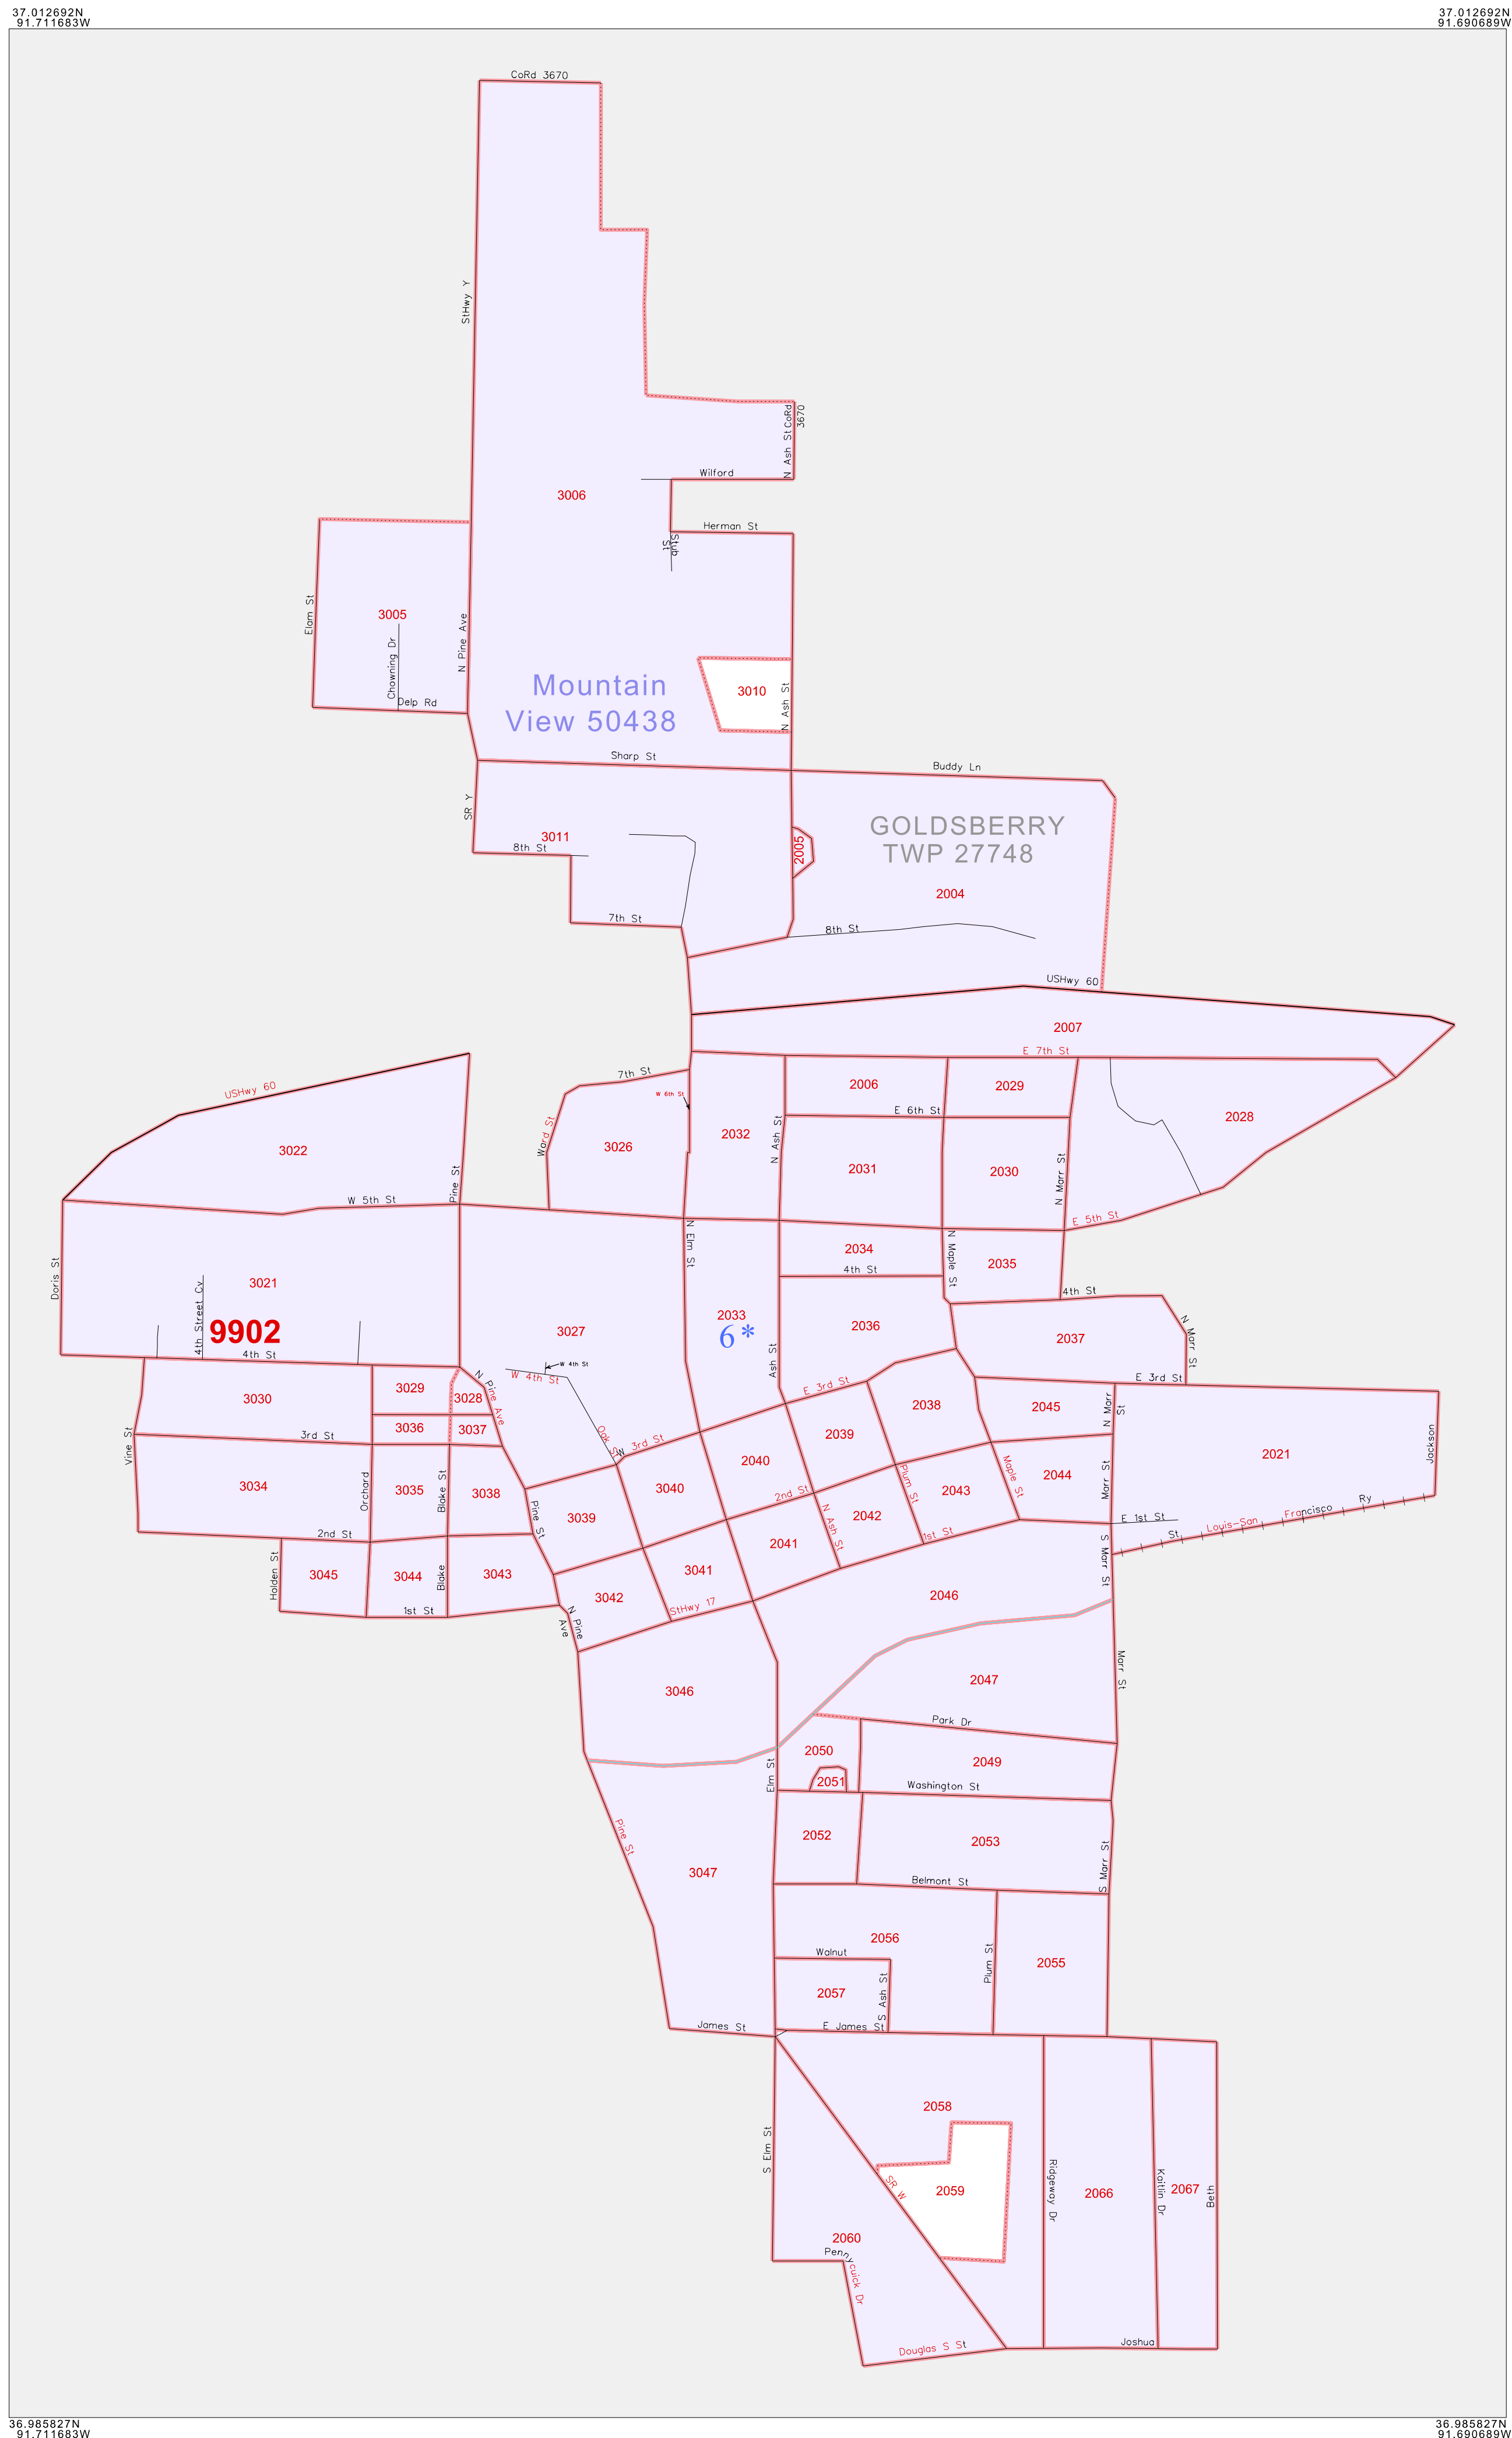 37.012692N
91.711683W
37.012692N
91.690689W
CoRd 3670
StHwy Y
N Ash St CoRd
3670
Wilford
3006
Herman St
Stub
St
Elam St
3005
Chowning Dr
N Pine Ave
Delp Rd
Mountain
View 50438
3010
N Ash St
Sharp St
Buddy Ln
SR Y
3011
8th St
2005
GOLDSBERRY
TWP 27748
2004
7th St
8th St
USHwy 60
2007
E 7th St
USHwy 60
7th St
W 6th St
2006
2029
E 6th St
2028
3022
Ward St
3026
2032
N Ash St
2031
2030
N Marr St
Pine St
W 5th St
E 5th St
N Elm St
2034
N Maple St
2035
4th St
Doris St
3021
4th Street Cv
9902
4th St
3027
2033
6*
2036
4th St
2037
N Marr St
Ash St
W 4th St
W 4th St
E 3rd St
E 3rd St
3030
3029
3028
N Pine Ave
3036
3037
2038
2045
N Marr
St
Vine St
3rd St
Oak St
W 3rd St
2039
2040
2021
Jackson
3034
Orchard
3035
Blake St
3038
Pine St
3039
3040
2nd St
Plum St
2043
Maple St
2044
Marr St
2nd St
N Ash St
2042
1st St
E 1st St
St Louis-San Francisco Ry
S Marr St
2041
Holden St
3045
3044
Blake
3043
3041
3042
1st St
StHwy 17
N Pine
Ave
2046
3046
2047
Marr St
Park Dr
2050
2049
Elm St
2051
Washington St
Pine St
2052
2053
S Marr St
3047
Belmont St
2056
Walnut
Plum St
2055
2057
S Ash St
James St
E James St
2058
S Elm St
SR W
2059
Ridgeway Dr
2066
Kaitlin Dr
2067
Beth
2060
Pennycuick Dr
Douglas S St
Joshua
36.985827N
91.711683W
36.985827N
91.690689W